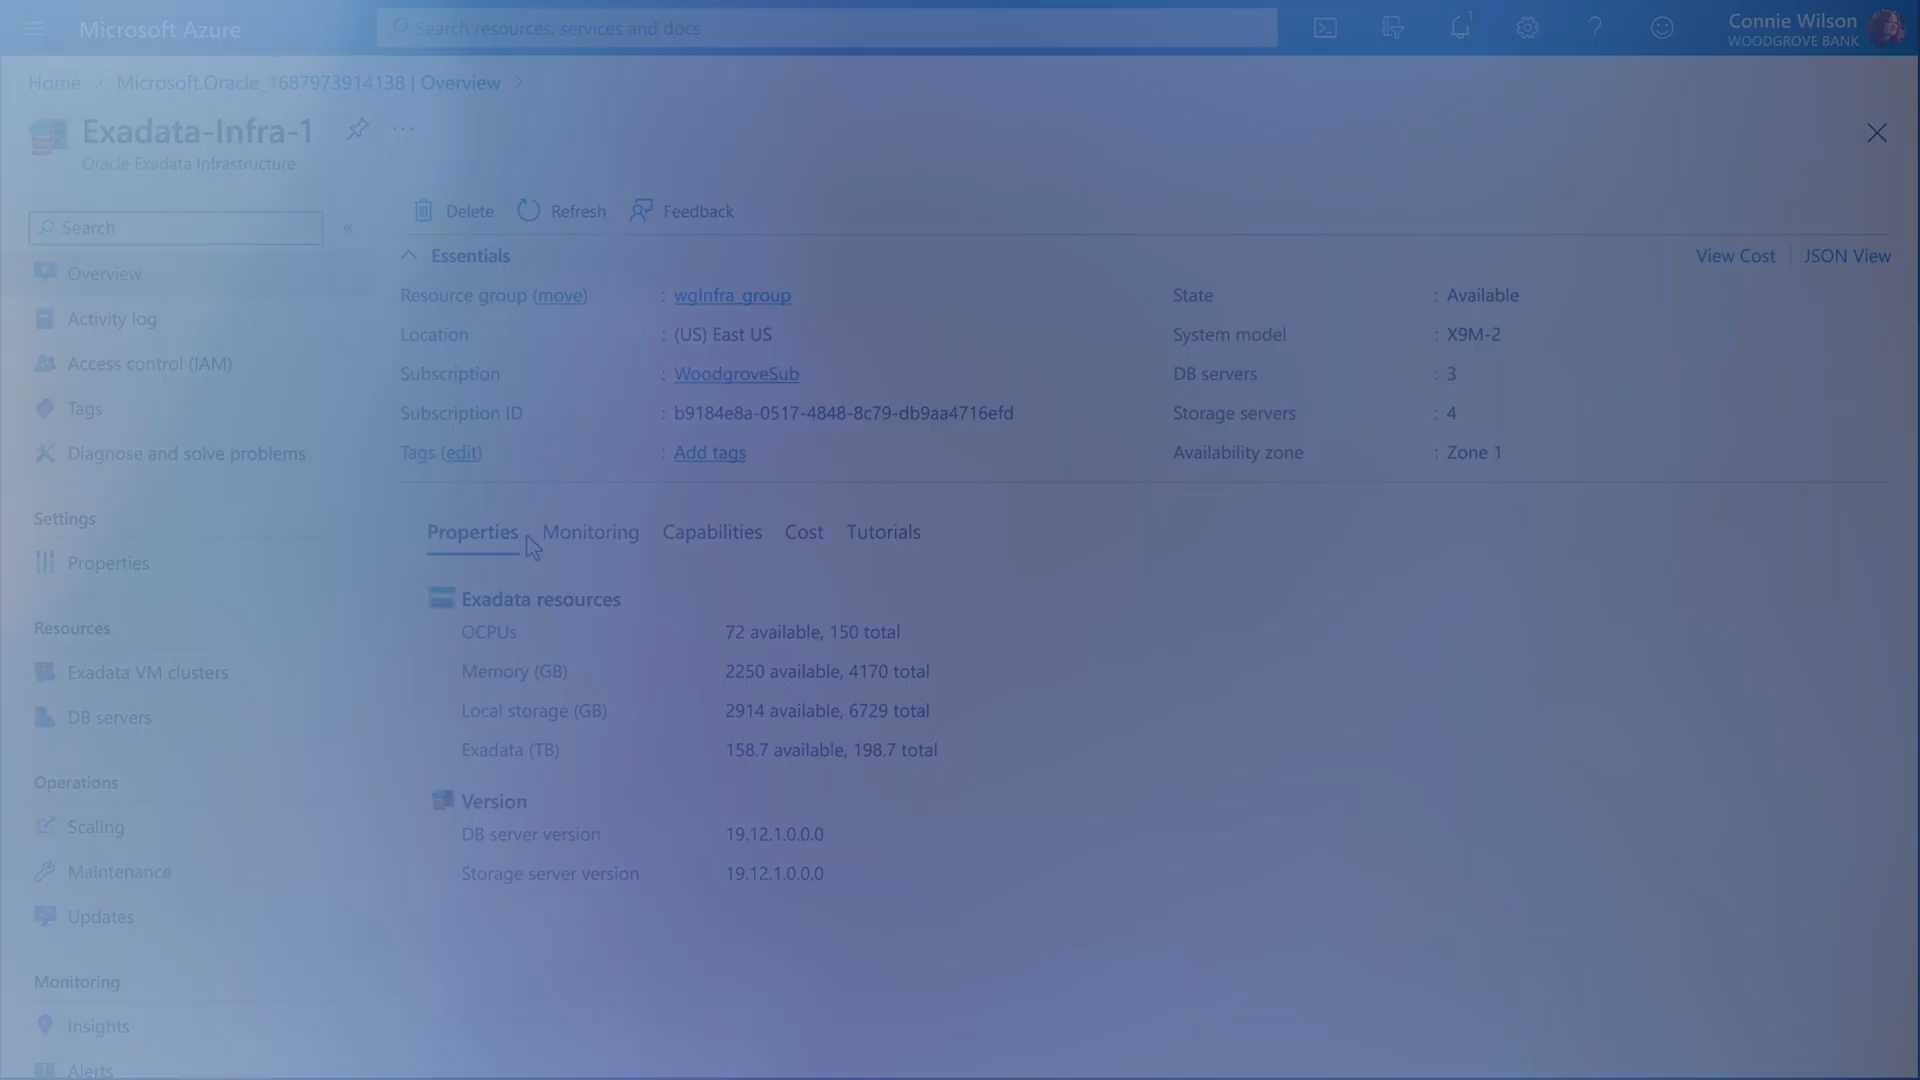 Microsoft Azure
Search resources, services and docs
1
Connie Wilson
WOODGROVE BANK
Home > Microsoft.Oracle_1687973914138 | Overview >
Exadata-Infra-1
Oracle Exadata Infrastructure
Search
Overview
Activity log
Access control (IAM)
Tags
Diagnose and solve problems
Settings
Properties
Resources
Exadata VM clusters
DB servers
Operations
Scaling
Maintenance
Updates
Monitoring
Insights
Alerts
Delete Refresh Feedback
Essentials
View Cost JSON View
Resource group (move) : wgInfra_group
Location : (US) East US
Subscription : WoodgroveSub
Subscription ID : b9184e8a-0517-4848-8c79-db9aa4716efd
Tags (edit) : Add tags
State : Available
System model : X9M-2
DB servers : 3
Storage servers : 4
Availability zone : Zone 1
Properties Monitoring Capabilities Cost Tutorials
Exadata resources
OCPUs 72 available, 150 total
Memory (GB) 2250 available, 4170 total
Local storage (GB) 2914 available, 6729 total
Exadata (TB) 158.7 available, 198.7 total
Version
DB server version 19.12.1.0.0.0
Storage server version 19.12.1.0.0.0